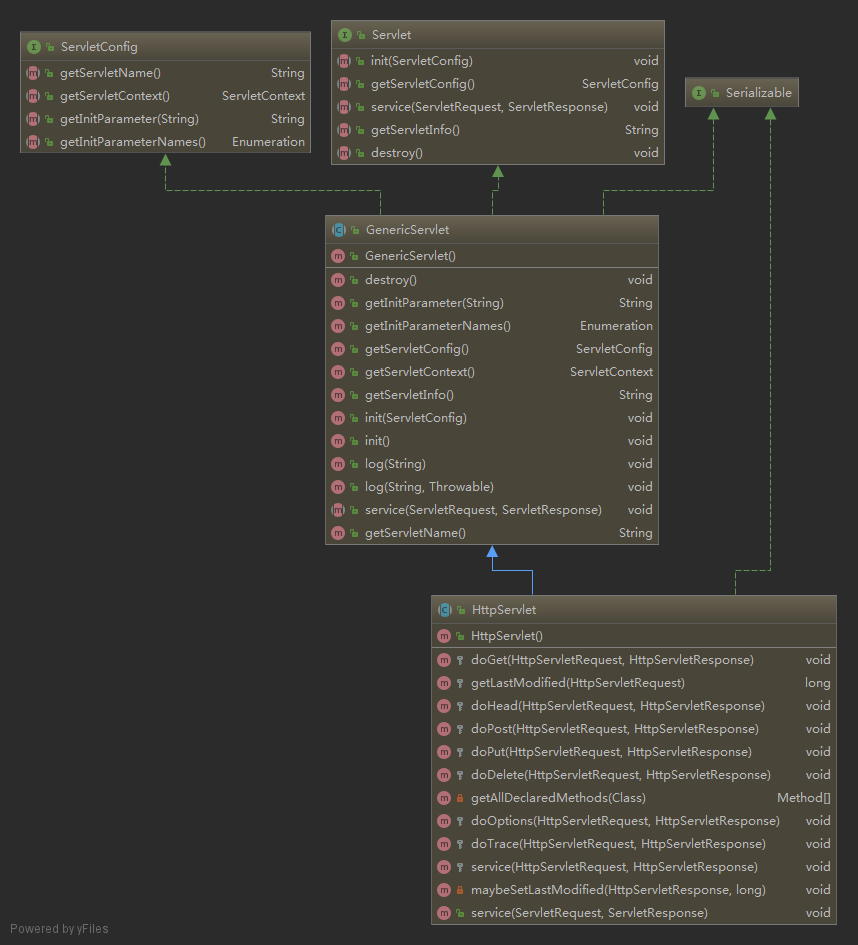 ServletConfig
getServletName() String
getServletContext() ServletContext
getInitParameter(String) String
getInitParameterNames() Enumeration
Servlet
init(ServletConfig) void
getServletConfig() ServletConfig
service(ServletRequest, ServletResponse) void
getServletInfo() String
destroy() void
Serializable
GenericServlet
GenericServlet()
destroy() void
getInitParameter(String) String
getInitParameterNames() Enumeration
getServletConfig() ServletConfig
getServletContext() ServletContext
getServletInfo() String
init(ServletConfig) void
init() void
log(String) void
log(String, Throwable) void
service(ServletRequest, ServletResponse) void
getServletName() String
HttpServlet
HttpServlet()
doGet(HttpServletRequest, HttpServletResponse) void
getLastModified(HttpServletRequest) long
doHead(HttpServletRequest, HttpServletResponse) void
doPost(HttpServletRequest, HttpServletResponse) void
doPut(HttpServletRequest, HttpServletResponse) void
doDelete(HttpServletRequest, HttpServletResponse) void
getAllDeclaredMethods(Class) Method[]
doOptions(HttpServletRequest, HttpServletResponse) void
doTrace(HttpServletRequest, HttpServletResponse) void
service(HttpServletRequest, HttpServletResponse) void
maybeSetLastModified(HttpServletResponse, long) void
service(ServletRequest, ServletResponse) void
Powered by yFiles